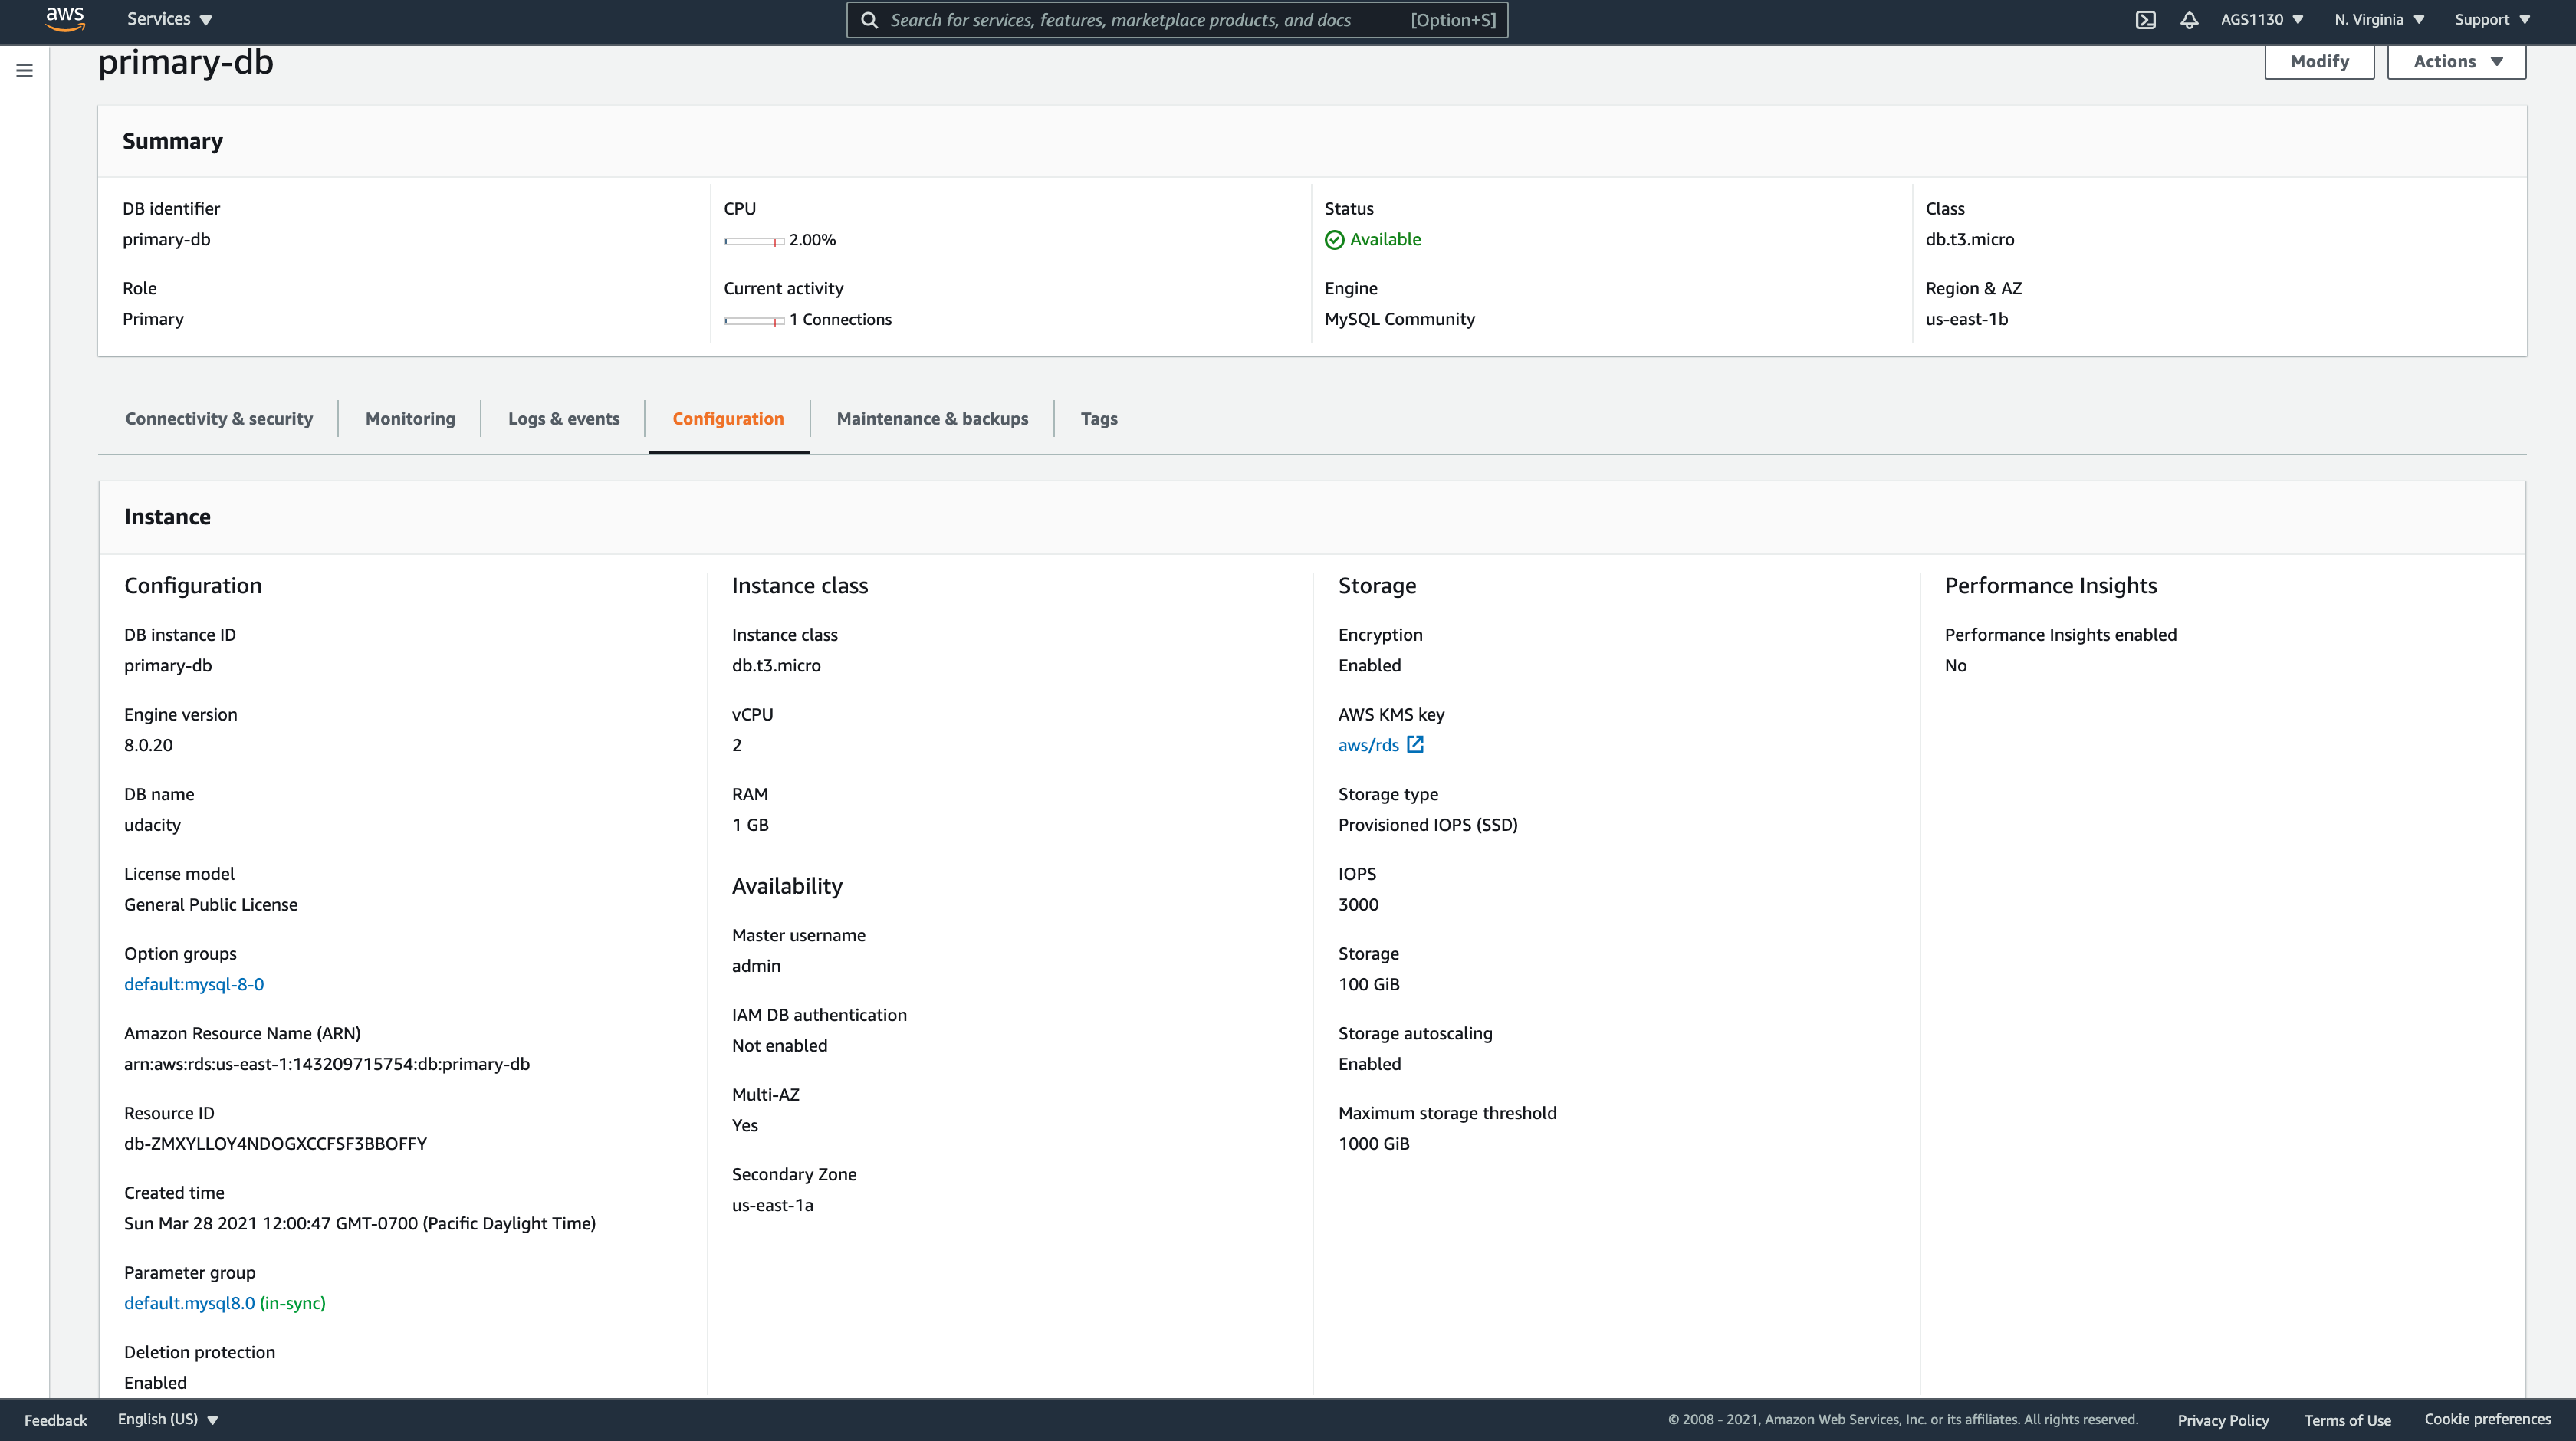 aws
Services
Search for services, features, marketplace products, and docs [Option+S]
AGS1130
N. Virginia
Support
primary-db
Modify
Actions
Summary
DB identifier
primary-db
CPU
2.00%
Status
Available
Class
db.t3.micro
Role
Primary
Current activity
1 Connections
Engine
MySQL Community
Region & AZ
us-east-1b
Connectivity & security
Monitoring
Logs & events
Configuration
Maintenance & backups
Tags
Instance
Configuration
DB instance ID
primary-db
Engine version
8.0.20
DB name
udacity
License model
General Public License
Option groups
default:mysql-8-0
Amazon Resource Name (ARN)
arn:aws:rds:us-east-1:143209715754:db:primary-db
Resource ID
db-ZMXYLLOY4NDOGXCCFSF3BBOFFY
Created time
Sun Mar 28 2021 12:00:47 GMT-0700 (Pacific Daylight Time)
Parameter group
default.mysql8.0 (in-sync)
Deletion protection
Enabled
Instance class
Instance class
db.t3.micro
vCPU
2
RAM
1 GB
Availability
Master username
admin
IAM DB authentication
Not enabled
Multi-AZ
Yes
Secondary Zone
us-east-1a
Storage
Encryption
Enabled
AWS KMS key
aws/rds
Storage type
Provisioned IOPS (SSD)
IOPS
3000
Storage
100 GiB
Storage autoscaling
Enabled
Maximum storage threshold
1000 GiB
Performance Insights
Performance Insights enabled
No
Feedback
English (US)
© 2008 - 2021, Amazon Web Services, Inc. or its affiliates. All rights reserved.
Privacy Policy
Terms of Use
Cookie preferences